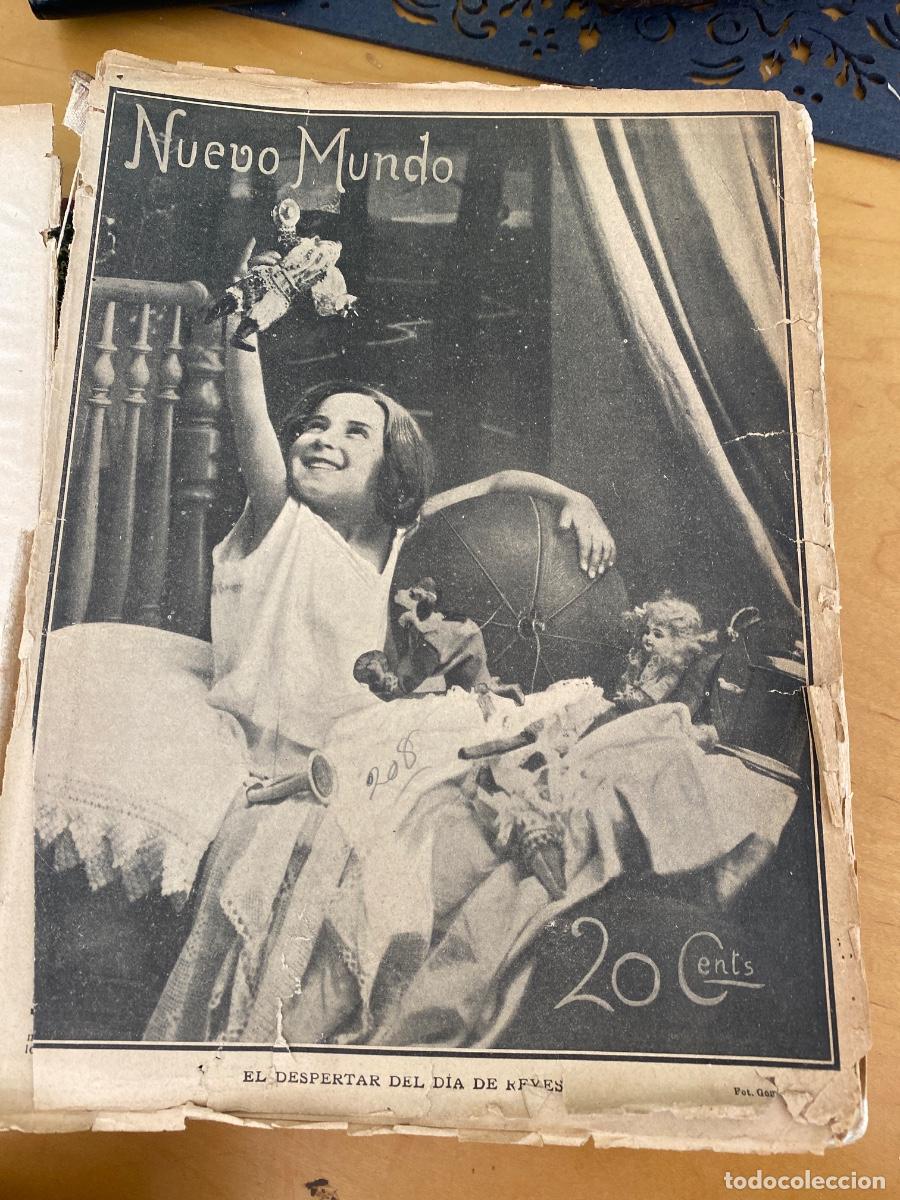 Nuevo Mundo
208
20 Cents
EL DESPERTAR DEL DÍA DE REYES
Fot.
todocoleccion